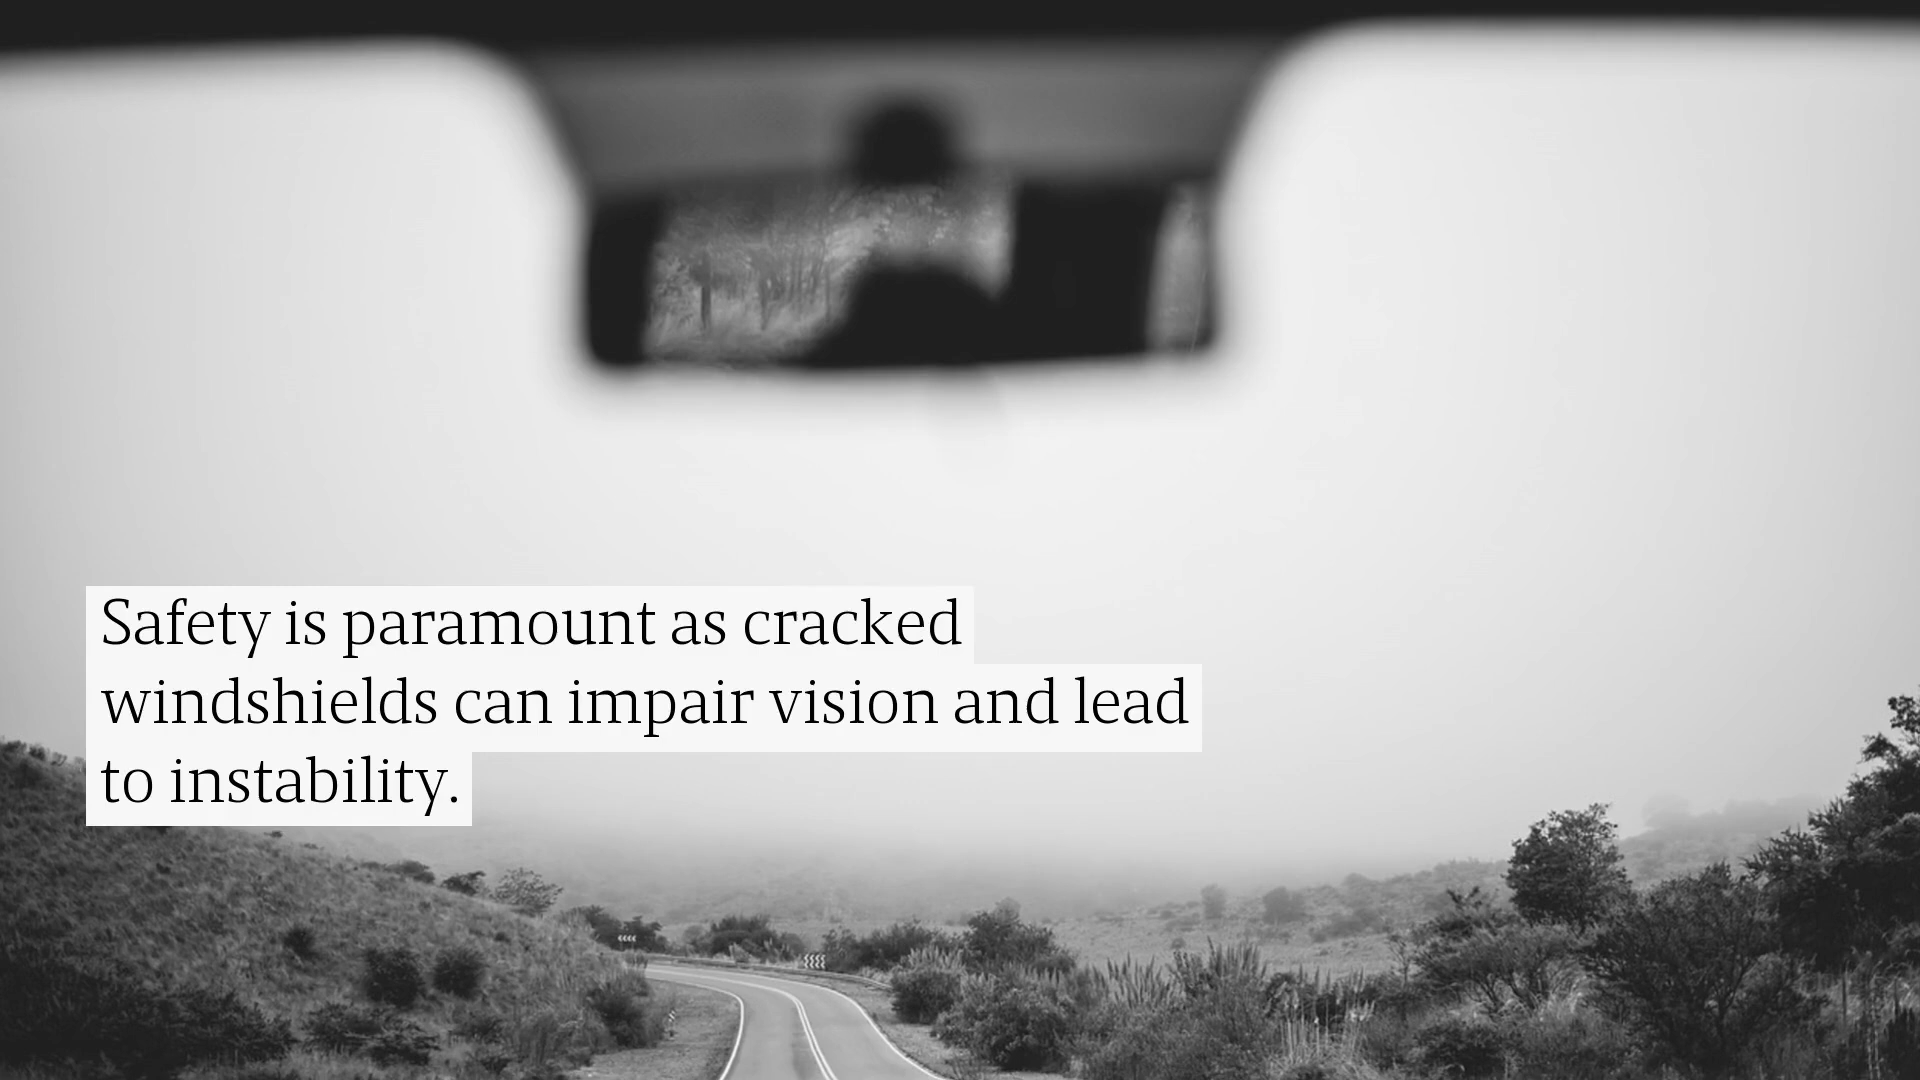 Safety is paramount as cracked
windshields can impair vision and lead
to instability.